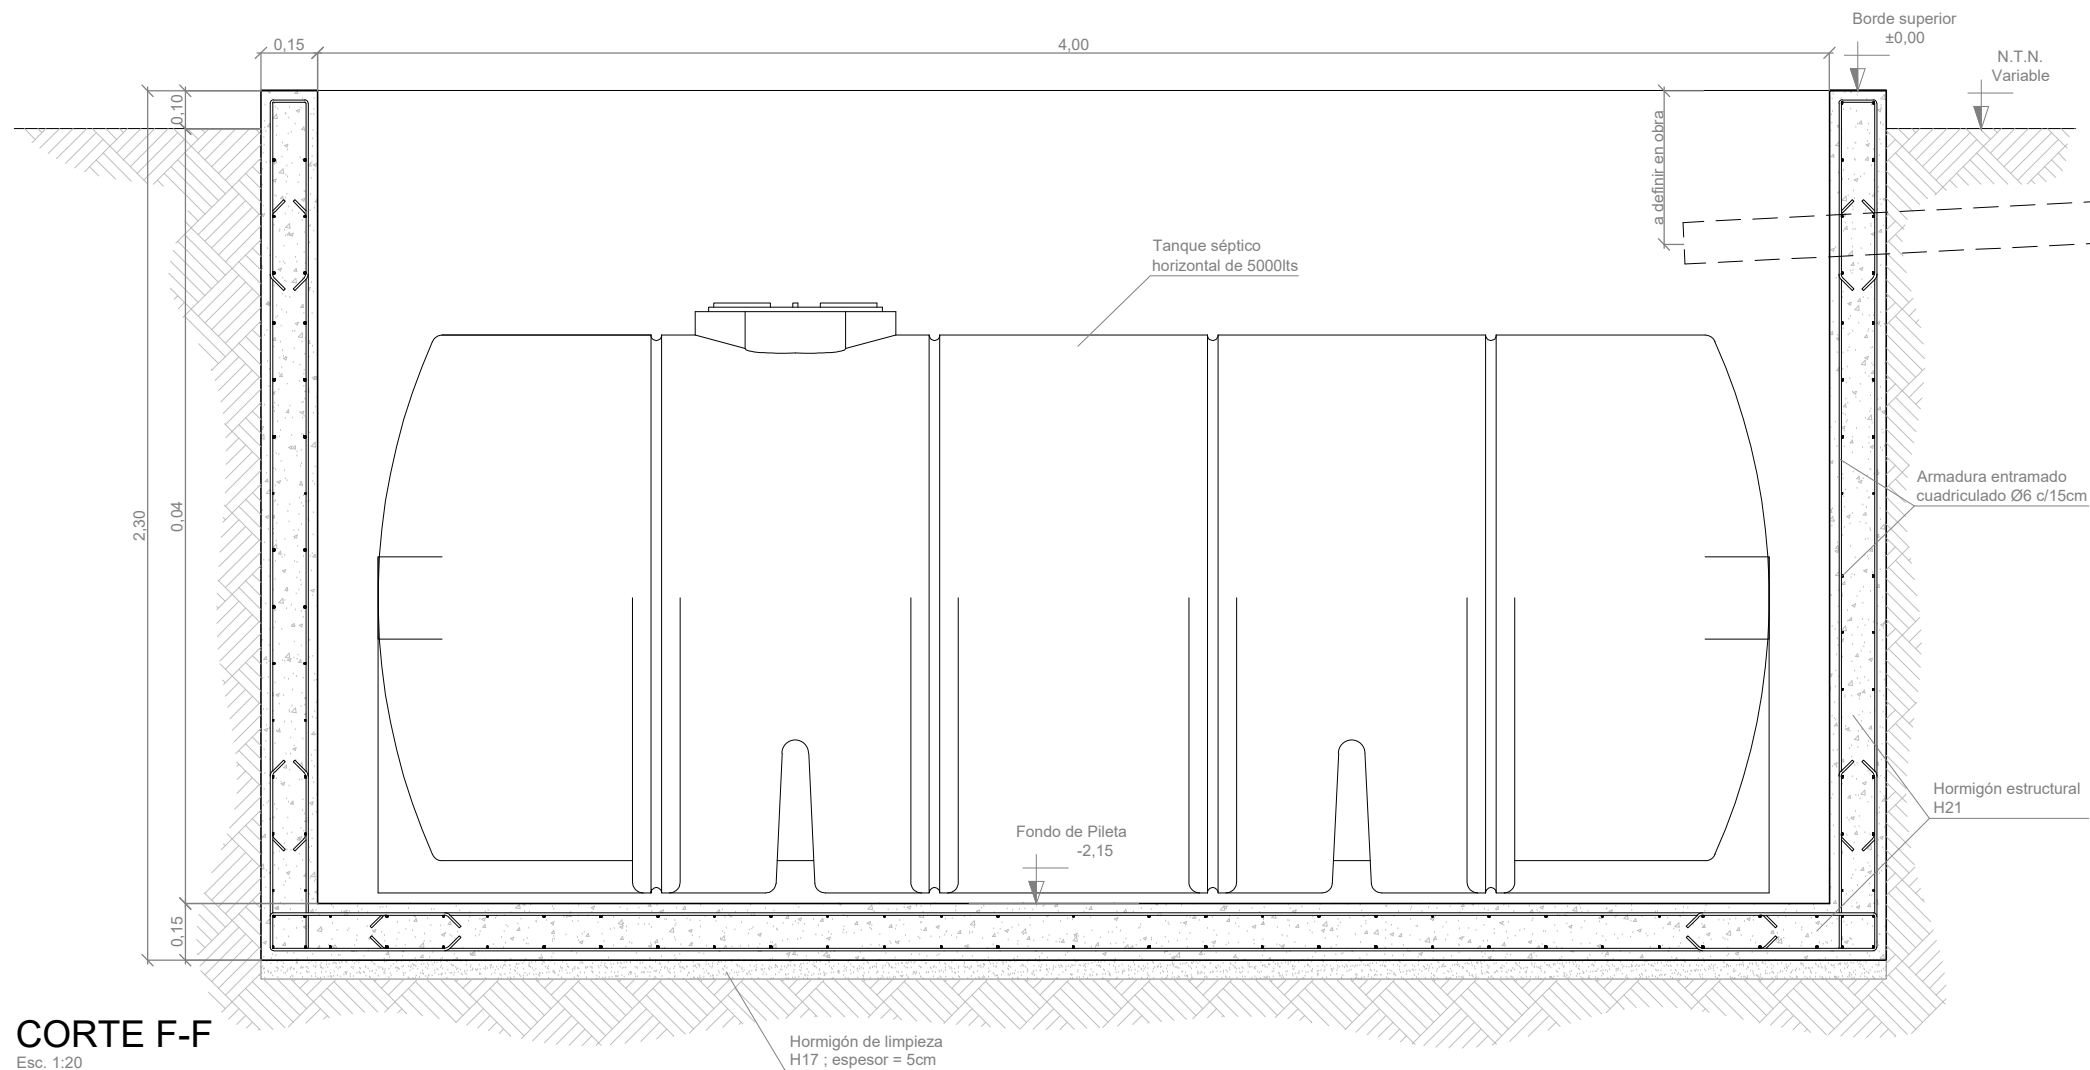 Borde superior
±0,00
0,15
4,00
N.T.N.
Variable
0,10
a definir en obra
Tanque séptico
horizontal de 5000lts
Armadura entramado
cuadriculado Ø6 c/15cm
2,30
0,04
Hormigón estructural
H21
Fondo de Pileta
-2,15
0,15
CORTE F-F
Esc. 1:20
Hormigón de limpieza
H17 ; espesor = 5cm